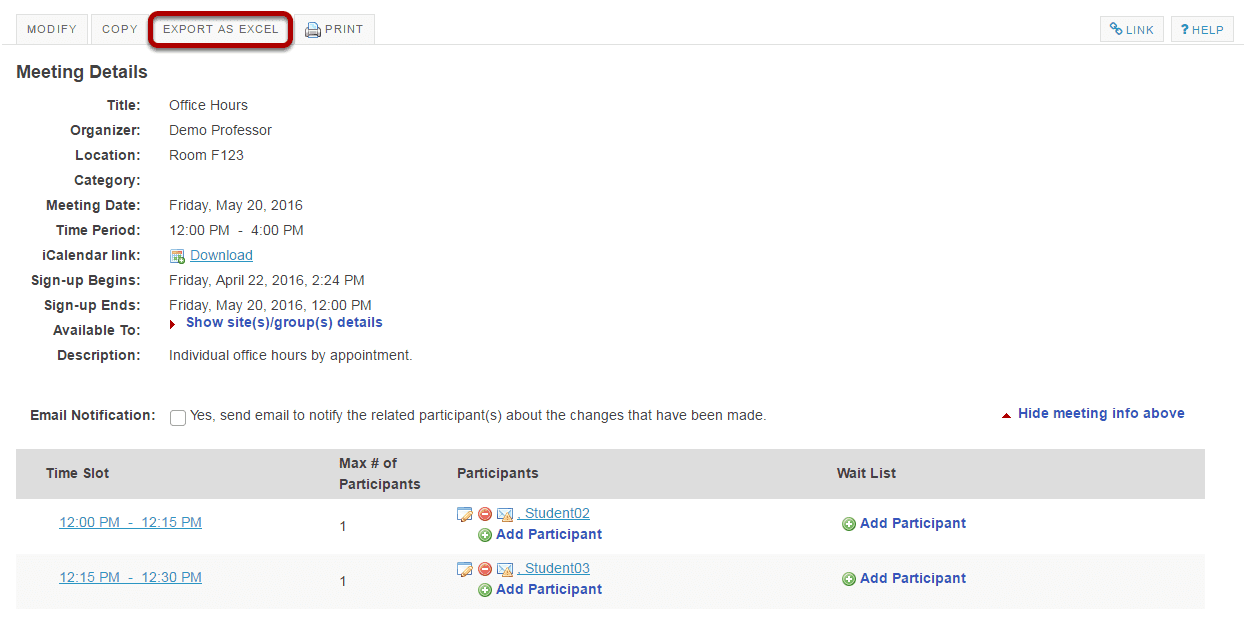 MODIFY COPY EXPORT AS EXCEL PRINT LINK ? HELP
Meeting Details
Title: Office Hours
Organizer: Demo Professor
Location: Room F123
Category:
Meeting Date: Friday, May 20, 2016
Time Period: 12:00 PM - 4:00 PM
iCalendar link: Download
Sign-up Begins: Friday, April 22, 2016, 2:24 PM
Sign-up Ends: Friday, May 20, 2016, 12:00 PM
Available To: Show site(s)/group(s) details
Description: Individual office hours by appointment.
Email Notification: Yes, send email to notify the related participant(s) about the changes that have been made. Hide meeting info above
Time Slot Max # of Participants Participants Wait List
12:00 PM - 12:15 PM 1 , Student02 Add Participant
Add Participant
12:15 PM - 12:30 PM 1 , Student03 Add Participant
Add Participant